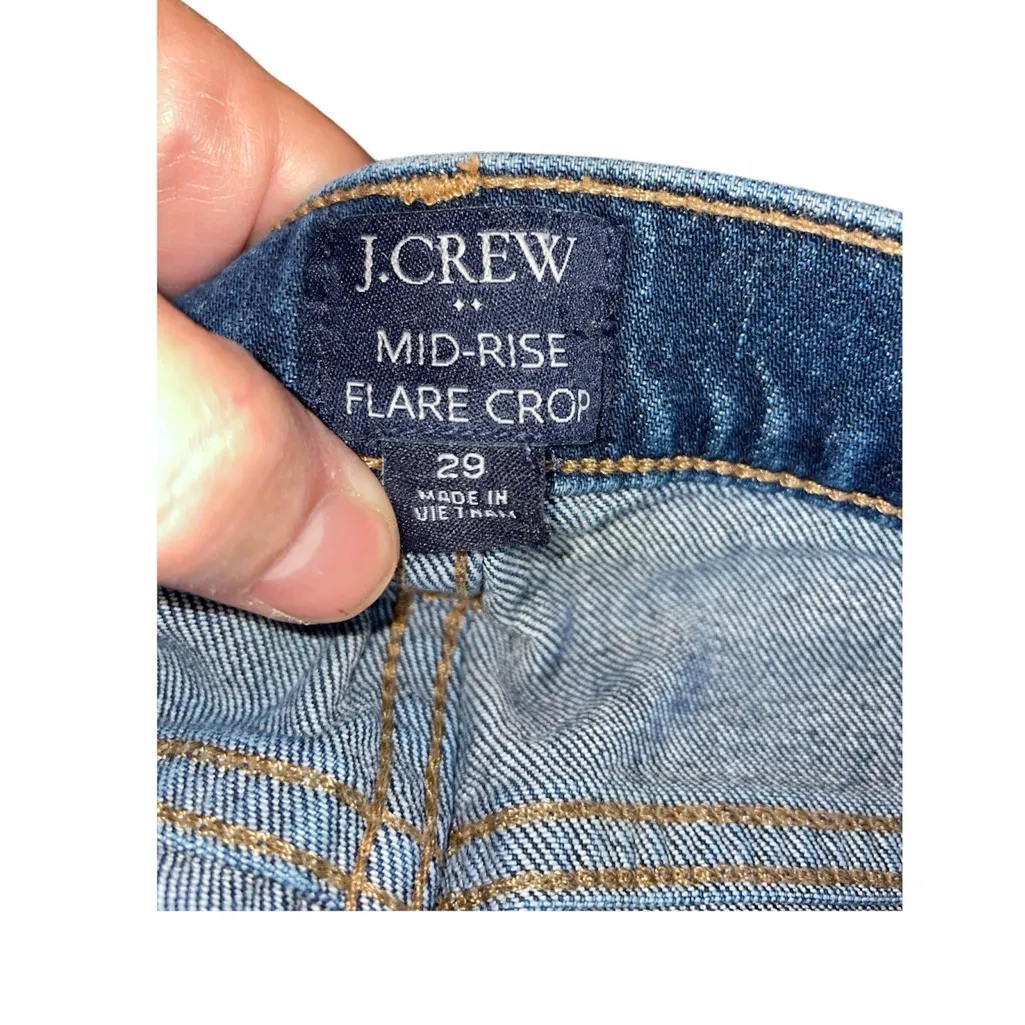 J.CREW
MID-RISE
FLARE CROP
29
MADE IN
VIETNAM